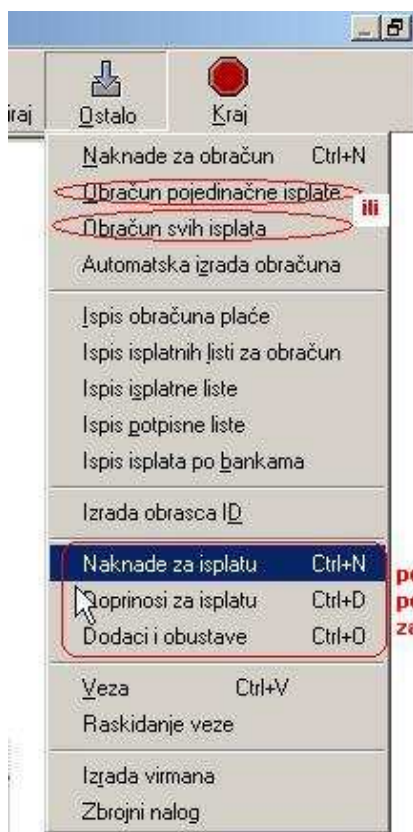 iraj Ostalo Kraj
Naknade za obračun Ctrl+N
Obračun pojedinačne isplate
ili
Obračun svih isplata
Automatska izrada obračuna
Ispis obračuna plaće
Ispis isplatnih listi za obračun
Ispis isplatne liste
Ispis potpisne liste
Ispis isplata po bankama
Izrada obrasca ID
Naknade za isplatu Ctrl+N
Doprinosi za isplatu Ctrl+D
Dodaci i obustave Ctrl+O
Veza Ctrl+V
Raskidanje veze
Izrada virmana
Zbrojni nalog